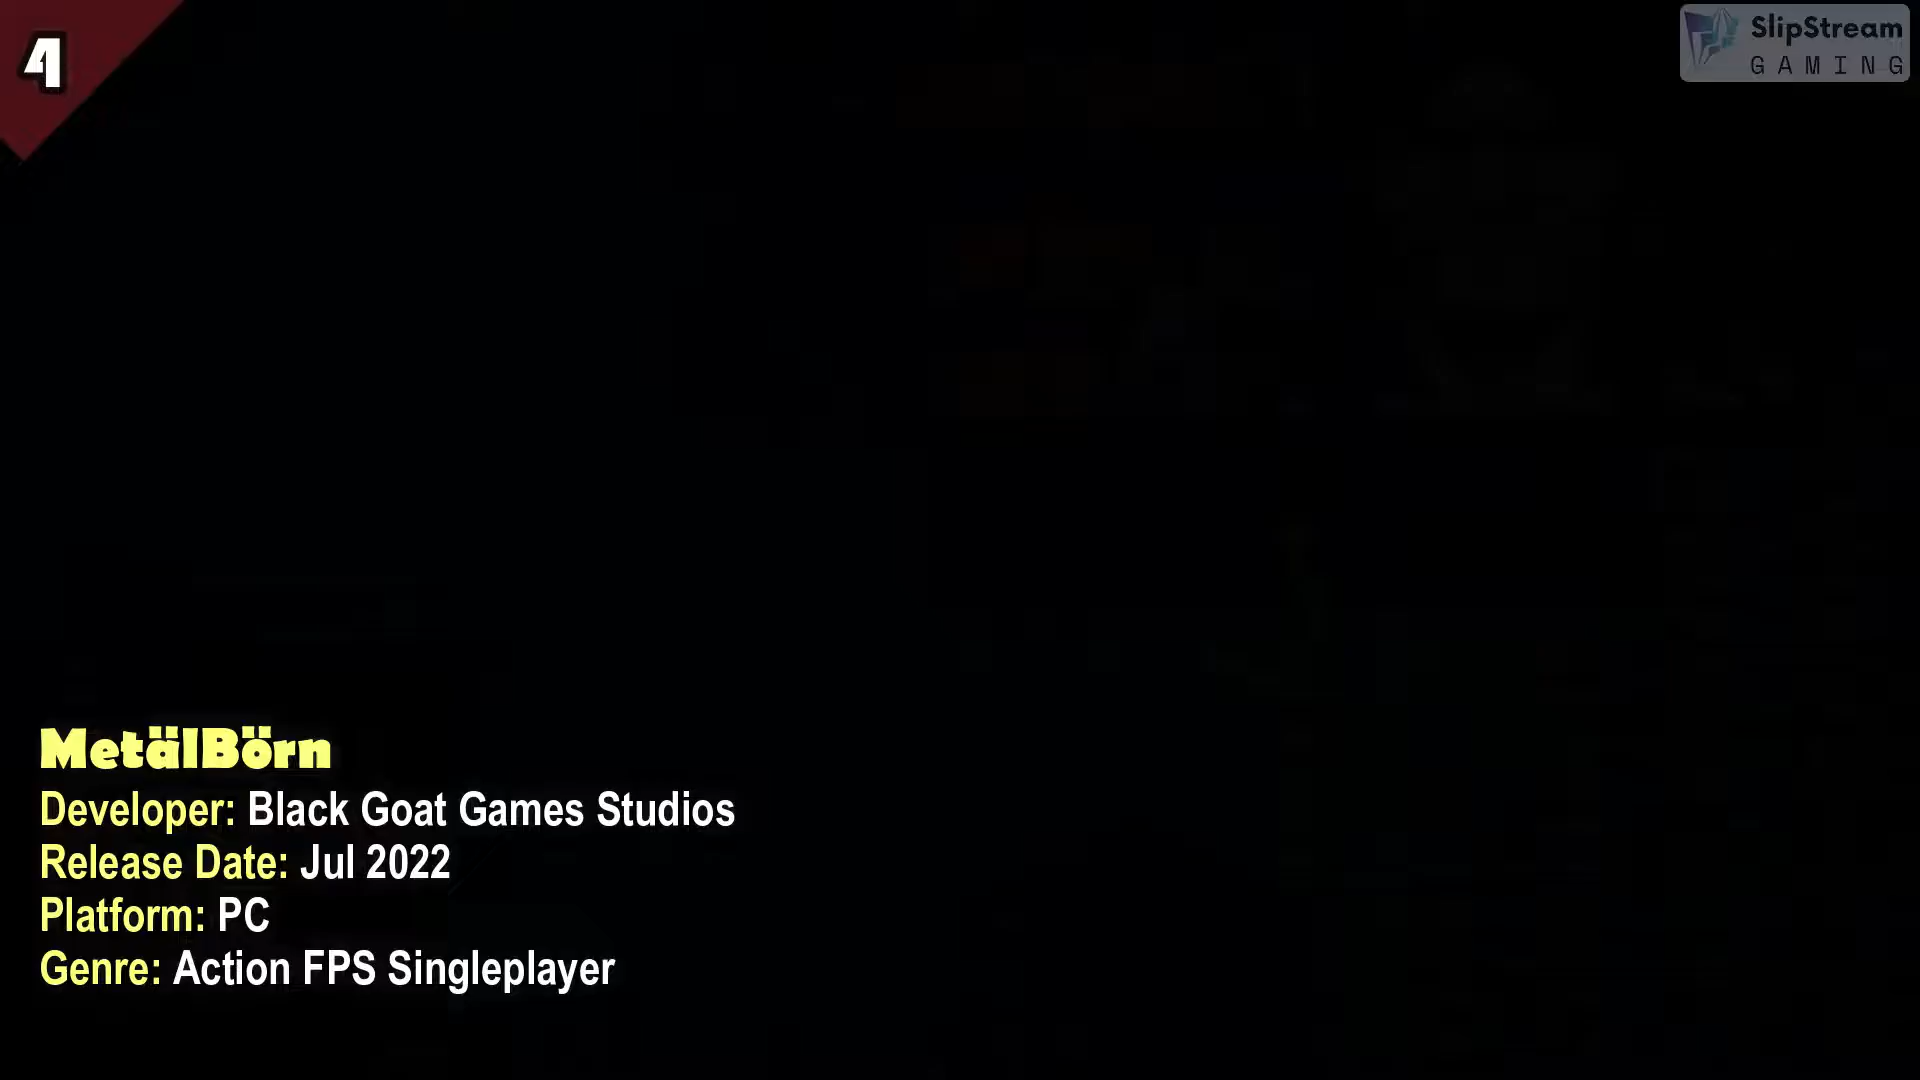 4
SlipStream
GAMING
MetälBörn
Developer: Black Goat Games Studios
Release Date: Jul 2022
Platform: PC
Genre: Action FPS Singleplayer